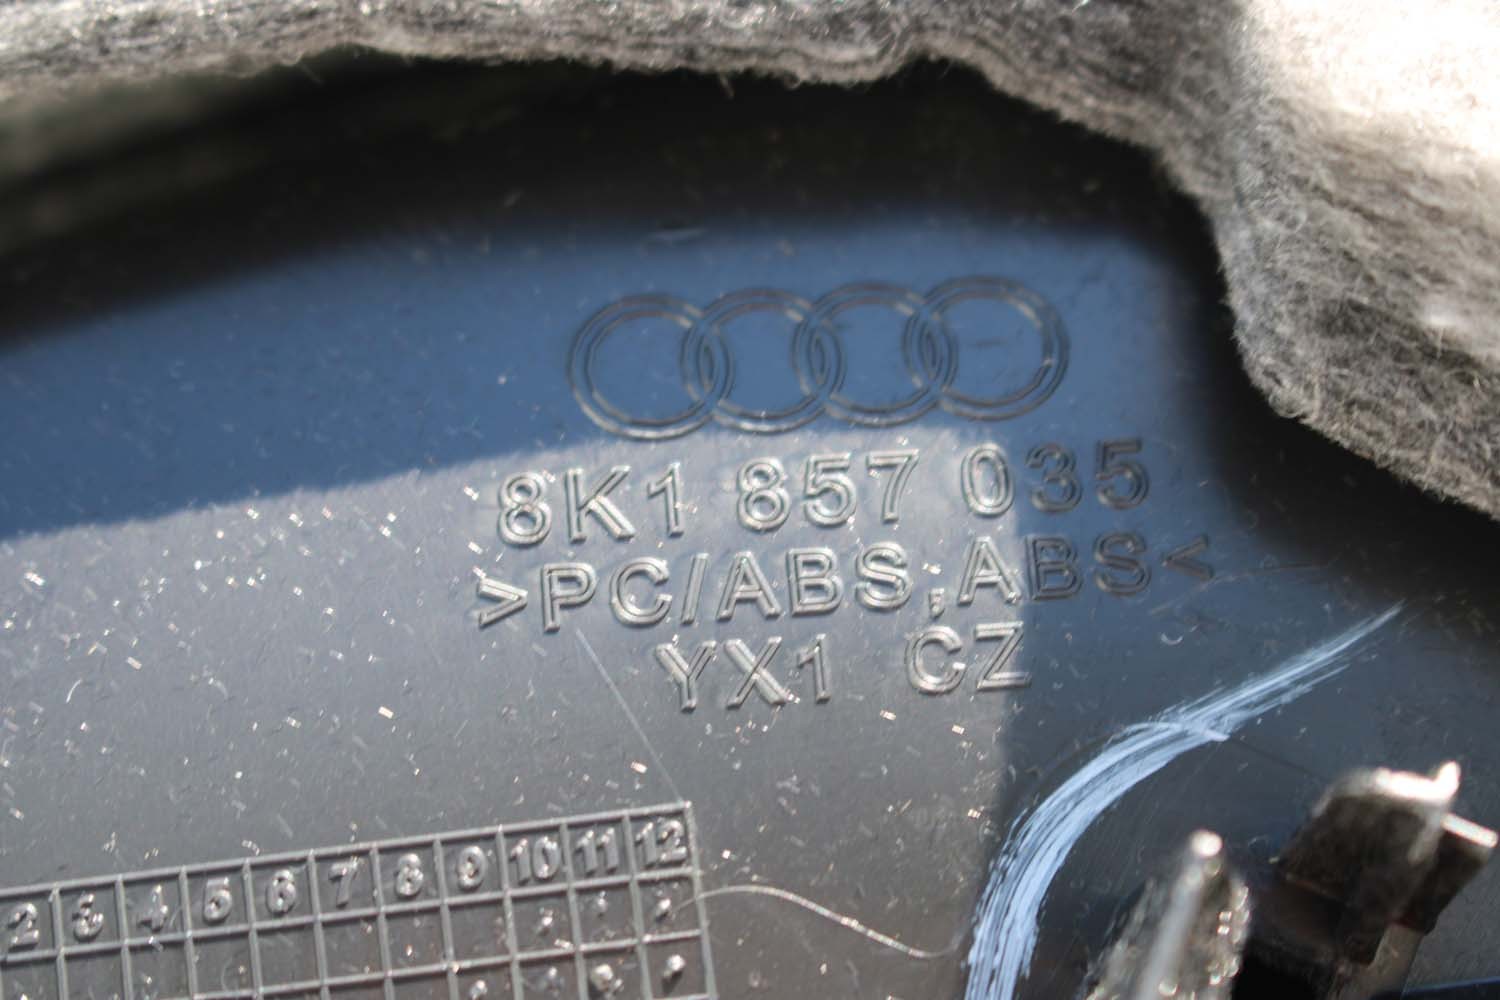 8K1 857 035
>PC/ABS,ABS<
YX1 CZ
2 3 4 5 6 7 8 9 10 11 12